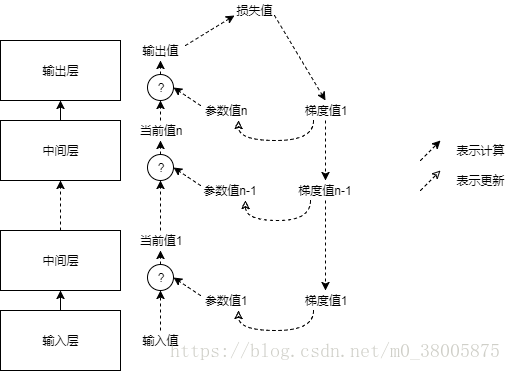 损失值
输出值
输出层
?
参数值n
梯度值1
当前值n
表示计算
中间层
?
参数值n-1
梯度值n-1
表示更新
当前值1
中间层
?
参数值1
梯度值1
输入层
输入值
https://blog.csdn.net/m0_38005875